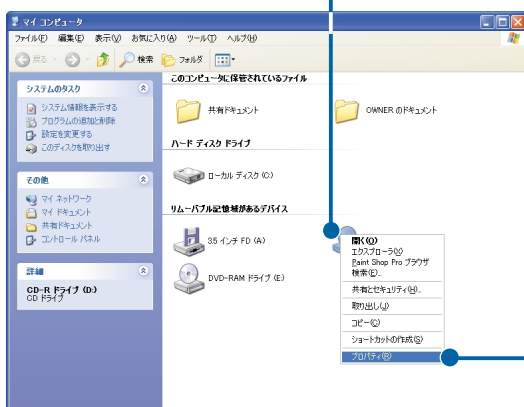 マイ コンピュータ
ファイル(F) 編集(E) 表示(V) お気に入り(A) ツール(T) ヘルプ(H)
戻る 検索 フォルダ
システムのタスク
システム情報を表示する
プログラムの追加と削除
設定を変更する
このディスクを取り出す
その他
マイ ネットワーク
マイ ドキュメント
共有ドキュメント
コントロール パネル
詳細
CD-R ドライブ (D:)
CD ドライブ
このコンピュータに保管されているファイル
共有ドキュメント
OWNER のドキュメント
ハード ディスク ドライブ
ローカル ディスク (C:)
リムーバブル記憶域があるデバイス
3.5 インチ FD (A:)
DVD-RAM ドライブ (E:)
開く(O)
エクスプローラ(X)
Paint Shop Pro ブラウザ
検索(E)...
共有とセキュリティ(H)...
取り出し(J)
コピー(C)
ショートカットの作成(S)
プロパティ(R)